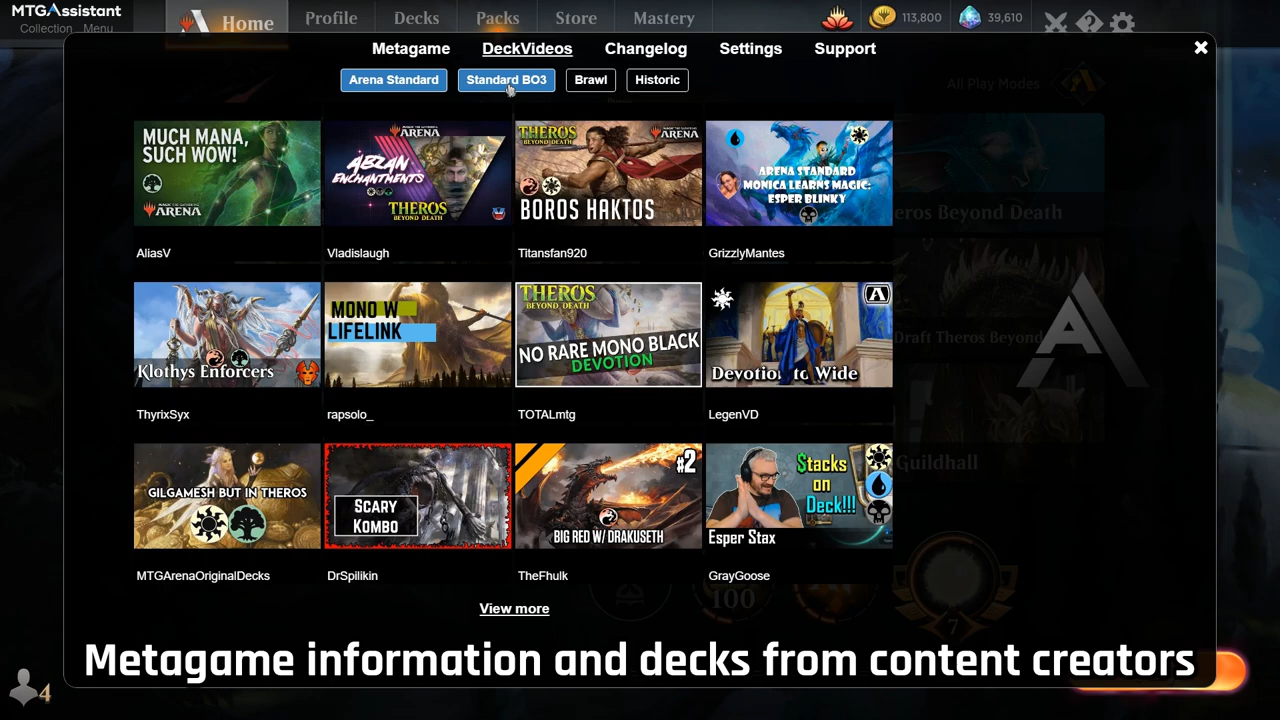 MTGAssistant
Collection Menu
Home
Profile
Decks
Packs
Store
Mastery
113,800
39,610
Metagame
DeckVideos
Changelog
Settings
Support
Arena Standard
Standard BO3
Brawl
Historic
All Play Modes
MUCH MANA,
SUCH WOW!
ARENA
AliasV
ARENA
ABZAN
ENCHANTMENTS
THEROS
BEYOND DEATH
Vladislaugh
THEROS
BEYOND DEATH
ARENA
BOROS HAKTOS
Titansfan920
ARENA STANDARD
MONICA LEARNS MAGIC:
ESPER BLINKY
GrizzlyMantes
eros Beyond Death
Klothys Enforcers
ThyrixSyx
MONO W
LIFELINK
rapsolo_
THEROS
BEYOND DEATH
NO RARE MONO BLACK
DEVOTION
TOTALmtg
Devotion to Wide
LegenVD
Draft Theros Beyond
GILGAMESH BUT IN THEROS
MTGArenaOriginalDecks
SCARY
KOMBO
DrSpilikin
#2
BIG RED W/ DRAKUSETH
TheFhulk
$tacks
on
Deck!!!
Esper Stax
GrayGoose
Guildhall
View more
100
7
Metagame information and decks from content creators
4